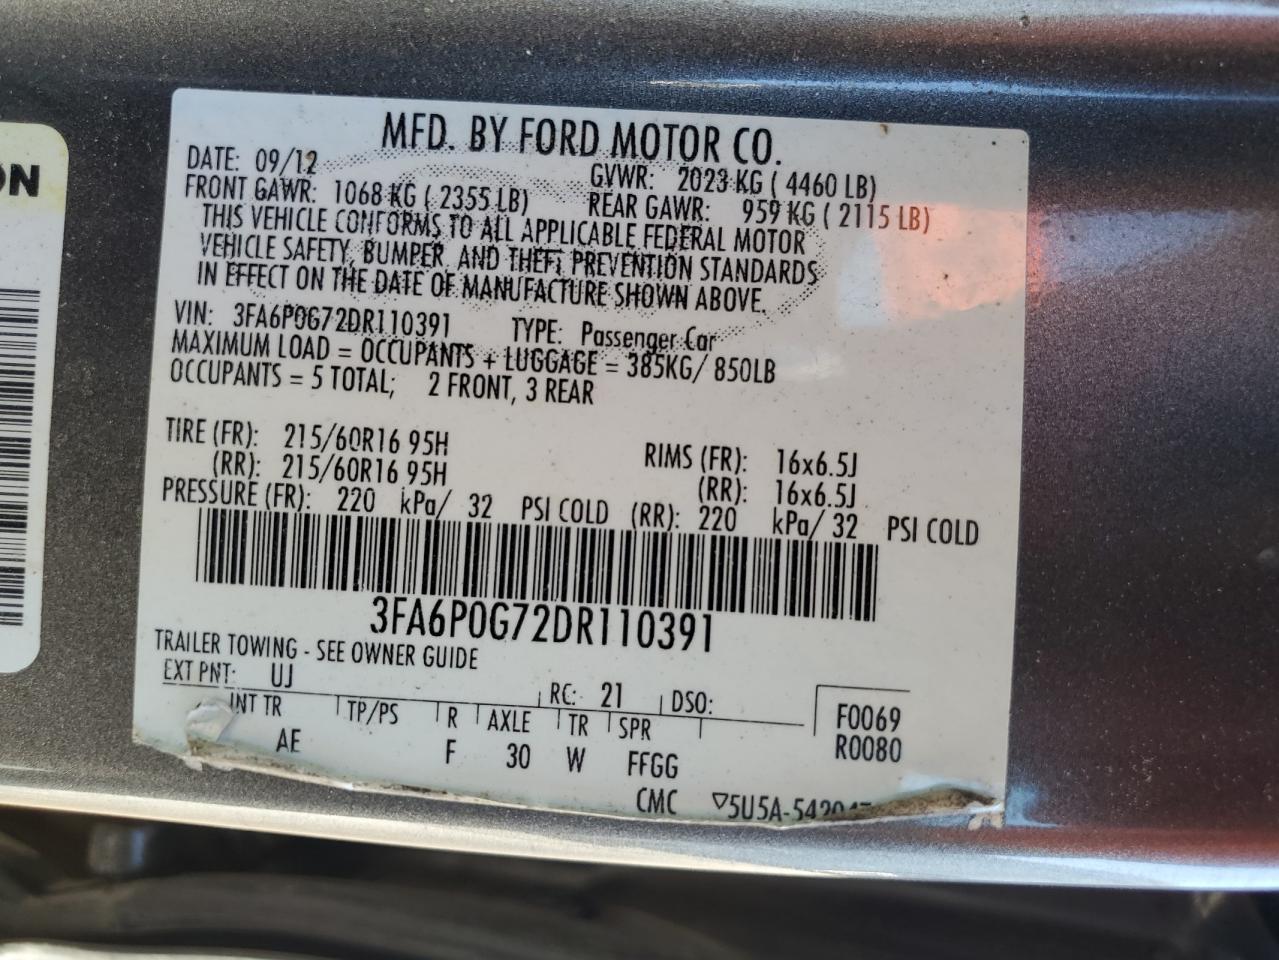 ON
MFD. BY FORD MOTOR CO.
DATE: 09/12 GVWR: 2023 KG ( 4460 LB)
FRONT GAWR: 1068 KG ( 2355 LB) REAR GAWR: 959 KG ( 2115 LB)
THIS VEHICLE CONFORMS TO ALL APPLICABLE FEDERAL MOTOR
VEHICLE SAFETY, BUMPER, AND THEFT PREVENTION STANDARDS
IN EFFECT ON THE DATE OF MANUFACTURE SHOWN ABOVE.
VIN: 3FA6P0G72DR110391 TYPE: Passenger Car
MAXIMUM LOAD = OCCUPANTS + LUGGAGE = 385KG/ 850LB
OCCUPANTS = 5 TOTAL; 2 FRONT, 3 REAR
TIRE (FR): 215/60R16 95H RIMS (FR): 16x6.5J
(RR): 215/60R16 95H (RR): 16x6.5J
PRESSURE (FR): 220 kPa/ 32 PSI COLD (RR): 220 kPa/ 32 PSI COLD
3FA6P0G72DR110391
TRAILER TOWING - SEE OWNER GUIDE
EXT PNT: UJ RC: 21 DSO:
INT TR TP/PS R AXLE TR SPR F0069
AE F 30 W FFGG R0080
CMC ▽5U5A-54204